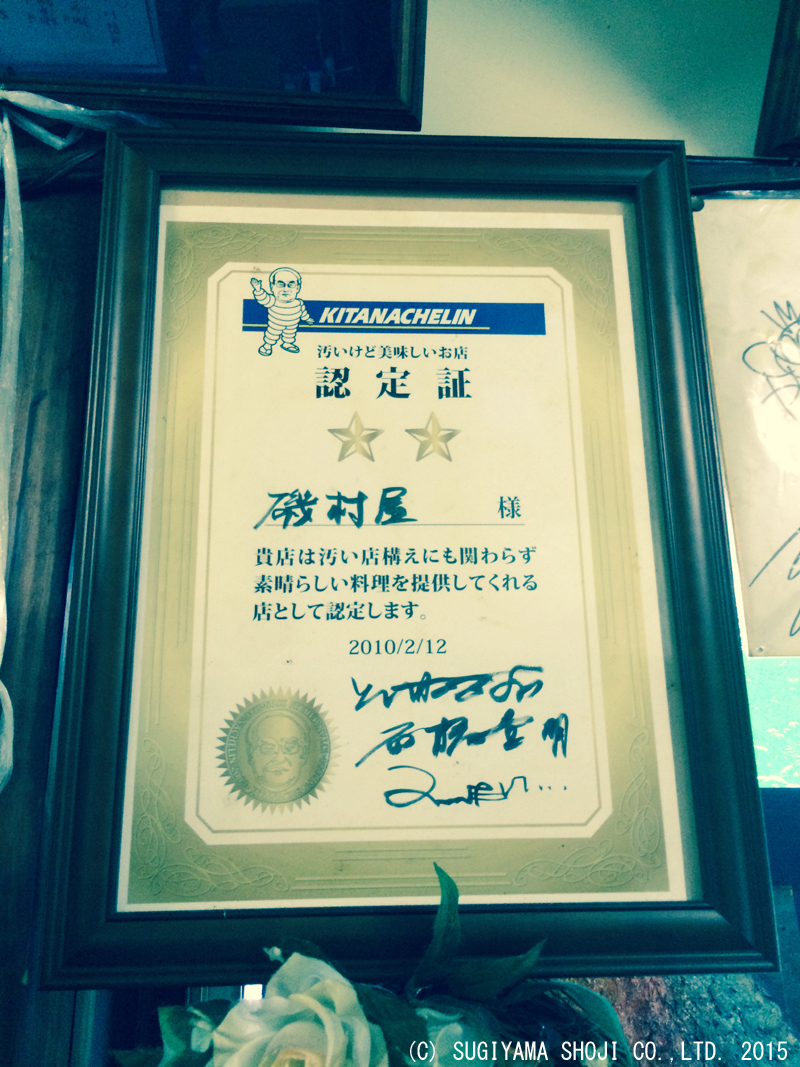 KITANACHELIN
汚いけど美味しいお店
認定証
磯村屋 様
貴店は汚い店構えにも関わらず
素晴らしい料理を提供してくれる
店として認定します。
2010/2/12
石橋貴明
(C) SUGIYAMA SHOJI CO.,LTD. 2015